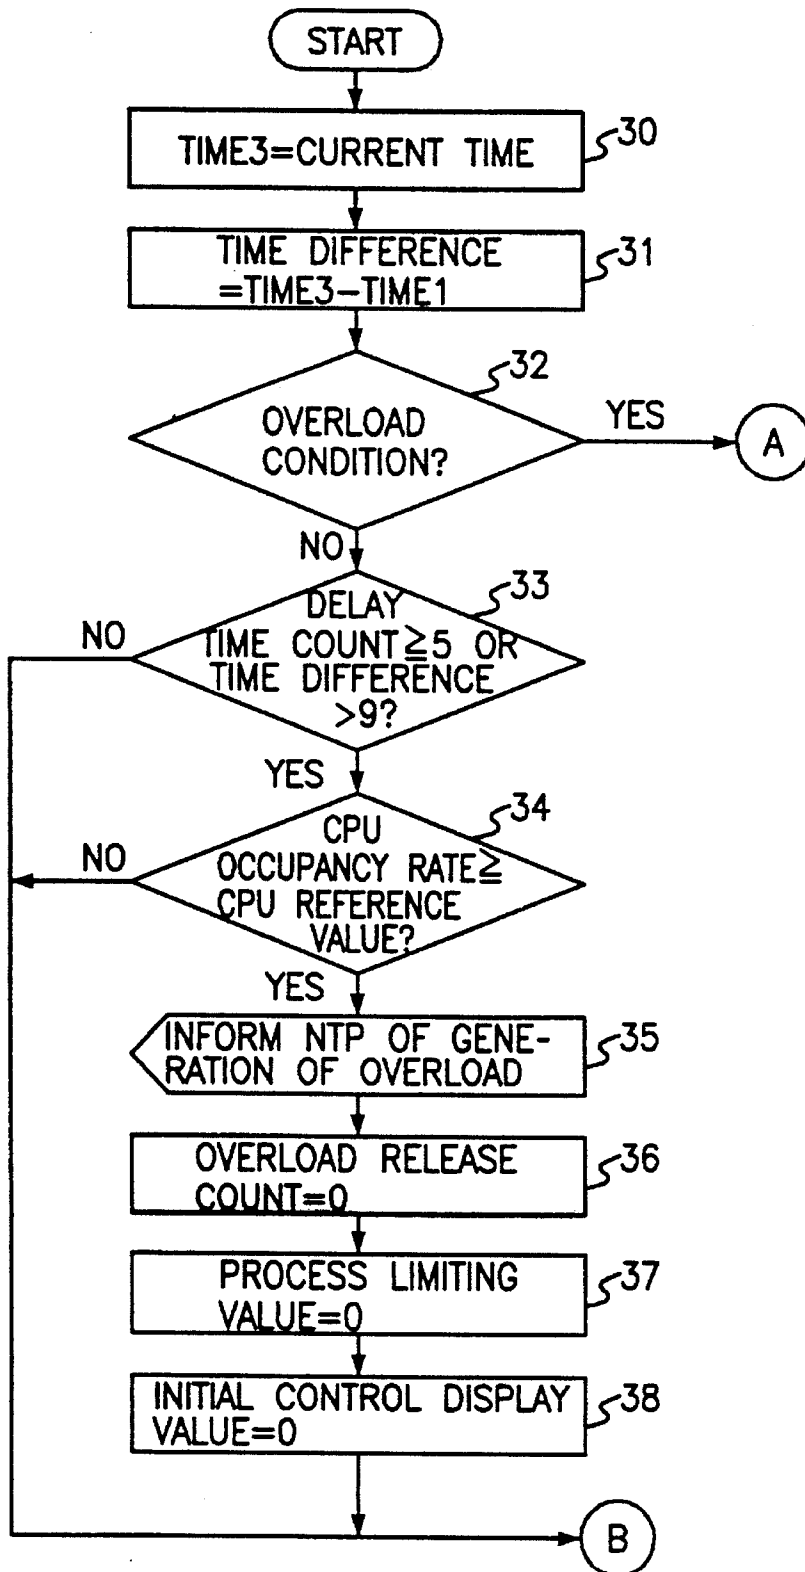 START
TIME3=CURRENT TIME
30
TIME DIFFERENCE
=TIME3-TIME1
31
32
OVERLOAD
CONDITION?
YES
A
NO
33
DELAY
TIME COUNT≧5 OR
TIME DIFFERENCE
>9?
NO
YES
34
CPU
OCCUPANCY RATE≧
CPU REFERENCE
VALUE?
NO
YES
INFORM NTP OF GENE-
RATION OF OVERLOAD
35
OVERLOAD RELEASE
COUNT=0
36
PROCESS LIMITING
VALUE=0
37
INITIAL CONTROL DISPLAY
VALUE=0
38
B